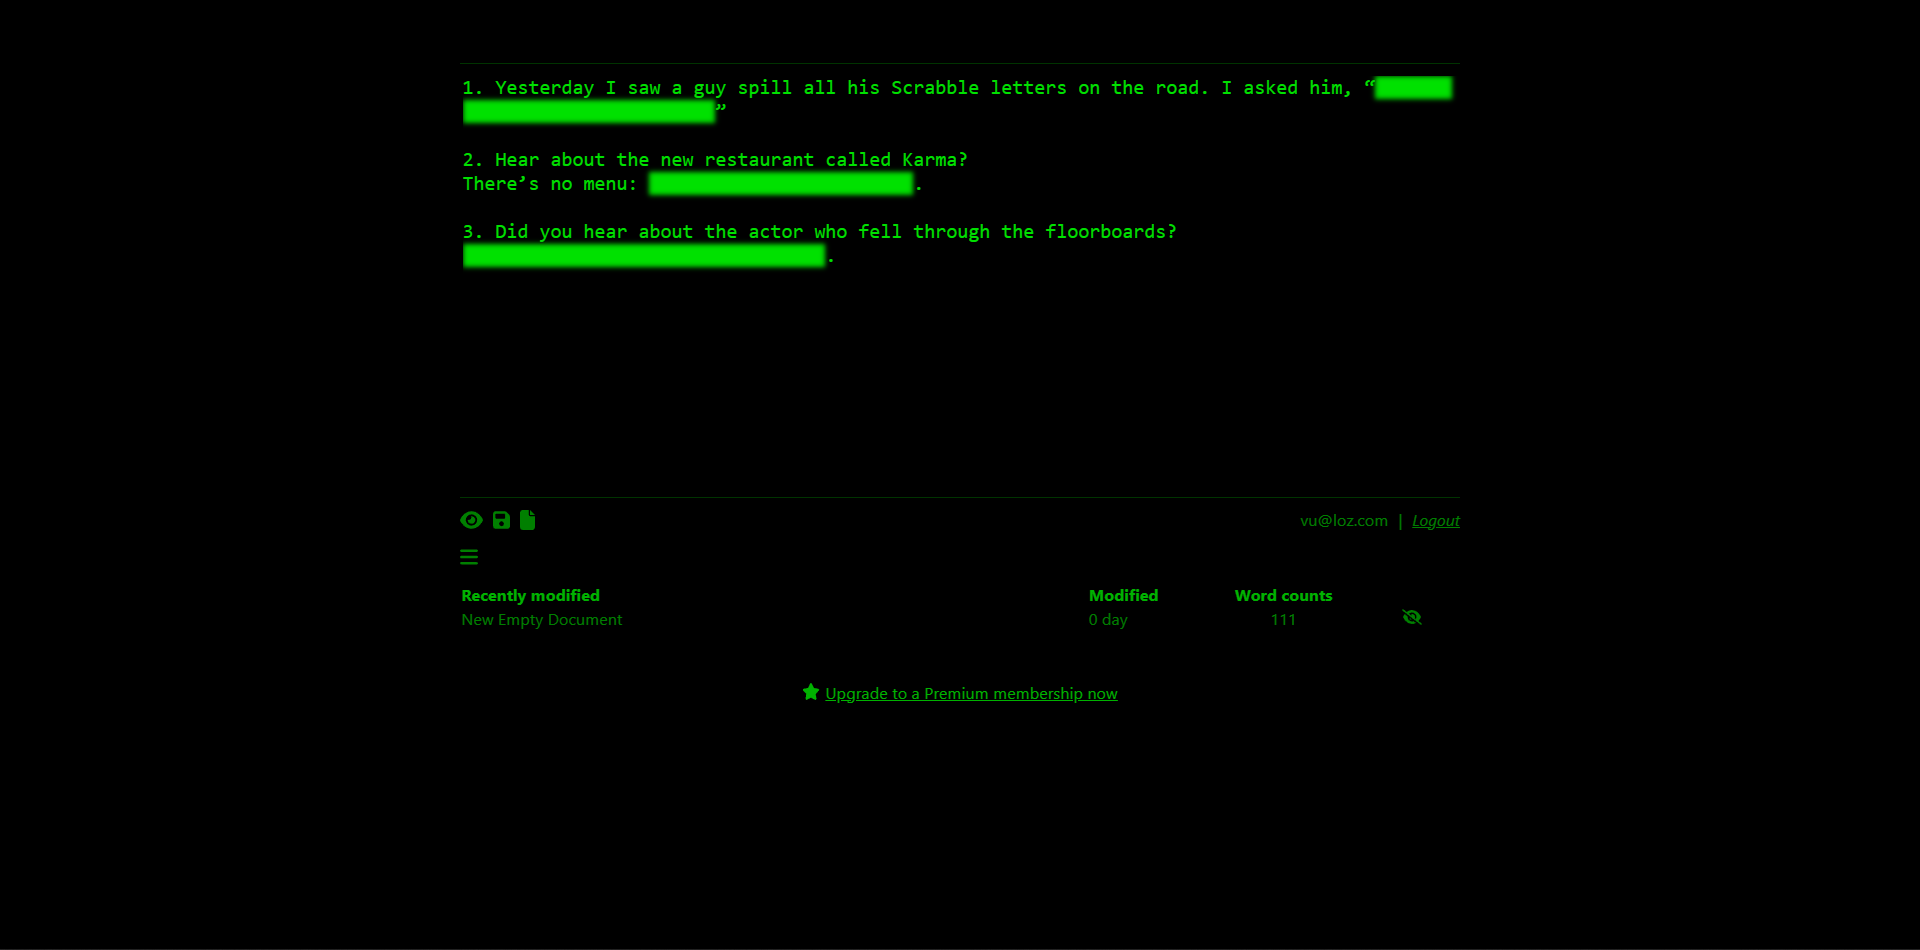 1. Yesterday I saw a guy spill all his Scrabble letters on the road. I asked him, “
”
2. Hear about the new restaurant called Karma?
There’s no menu: .
3. Did you hear about the actor who fell through the floorboards?
.
vu@loz.com | Logout
Recently modified Modified Word counts
New Empty Document 0 day 111
Upgrade to a Premium membership now